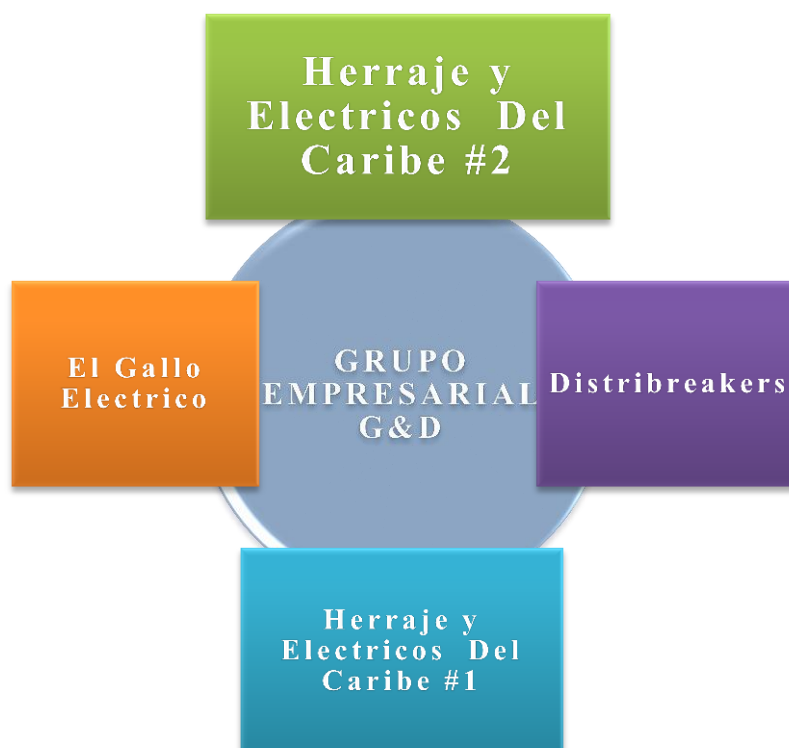 Herraje y
Electricos Del
Caribe #2
El Gallo
Electrico
GRUPO
EMPRESARIAL
G&D
Distribreakers
Herraje y
Electricos Del
Caribe #1